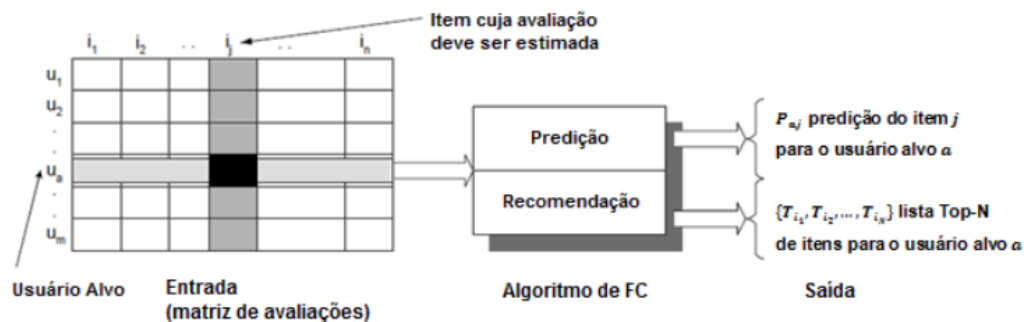 Item cuja avaliação
deve ser estimada
i₁ i₂ . . iⱼ . . iₙ
u₁
u₂
.
.
uₐ
.
.
uₘ
Usuário Alvo
Entrada
(matriz de avaliações)
Predição
Recomendação
Algoritmo de FC
Pₐ,ⱼ predição do item j
para o usuário alvo a
{Tᵢ₁, Tᵢ₂, ..., Tᵢₙ} lista Top-N
de itens para o usuário alvo a
Saída